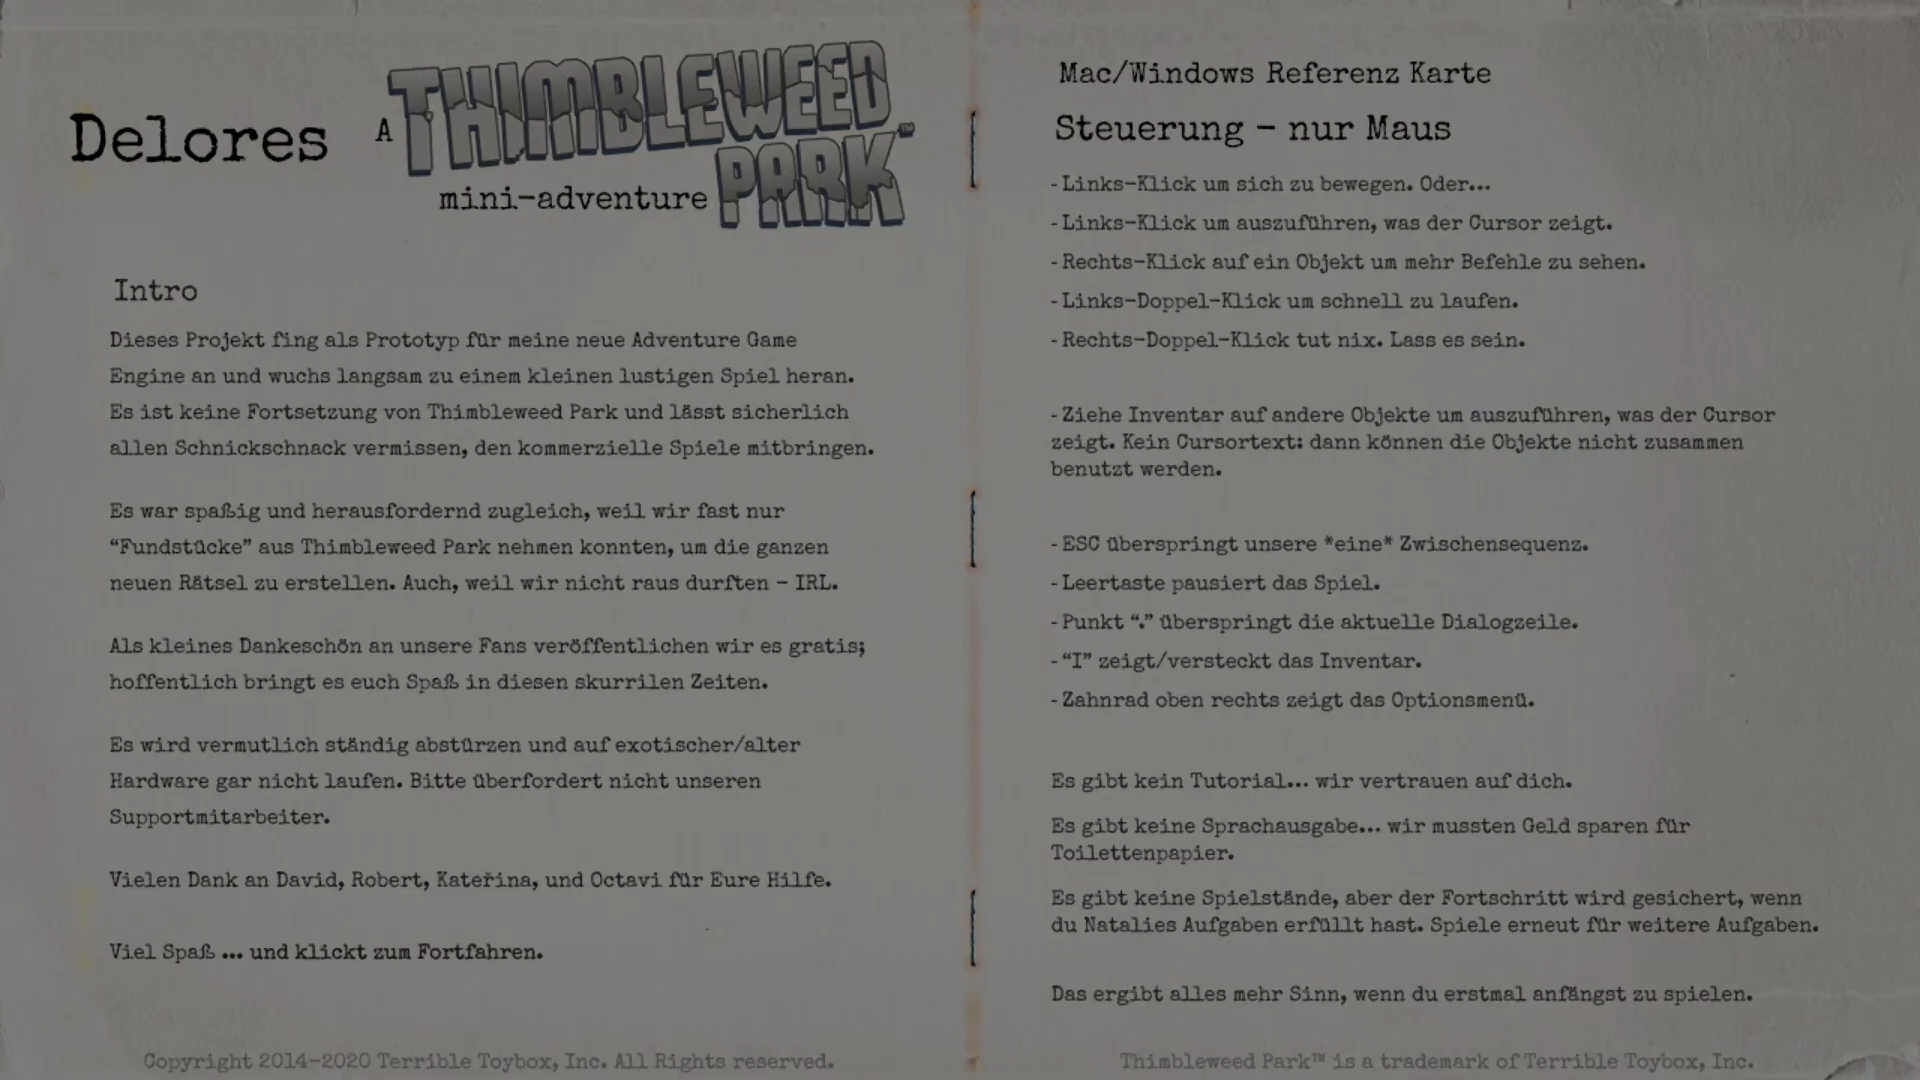 Delores A THIMBLEWEED PARK™
mini-adventure
Intro
Dieses Projekt fing als Prototyp für meine neue Adventure Game
Engine an und wuchs langsam zu einem kleinen lustigen Spiel heran.
Es ist keine Fortsetzung von Thimbleweed Park und lässt sicherlich
allen Schnickschnack vermissen, den kommerzielle Spiele mitbringen.
Es war spaßig und herausfordernd zugleich, weil wir fast nur
“Fundstücke” aus Thimbleweed Park nehmen konnten, um die ganzen
neuen Rätsel zu erstellen. Auch, weil wir nicht raus durften – IRL.
Als kleines Dankeschön an unsere Fans veröffentlichen wir es gratis;
hoffentlich bringt es euch Spaß in diesen skurrilen Zeiten.
Es wird vermutlich ständig abstürzen und auf exotischer/alter
Hardware gar nicht laufen. Bitte überfordert nicht unseren
Supportmitarbeiter.
Vielen Dank an David, Robert, Kateřina, und Octavi für Eure Hilfe.
Viel Spaß ... und klickt zum Fortfahren.
Copyright 2014-2020 Terrible Toybox, Inc. All Rights reserved.
Mac/Windows Referenz Karte
Steuerung – nur Maus
- Links-Klick um sich zu bewegen. Oder...
- Links-Klick um auszuführen, was der Cursor zeigt.
- Rechts-Klick auf ein Objekt um mehr Befehle zu sehen.
- Links-Doppel-Klick um schnell zu laufen.
- Rechts-Doppel-Klick tut nix. Lass es sein.
- Ziehe Inventar auf andere Objekte um auszuführen, was der Cursor
zeigt. Kein Cursortext: dann können die Objekte nicht zusammen
benutzt werden.
- ESC überspringt unsere *eine* Zwischensequenz.
- Leertaste pausiert das Spiel.
- Punkt “.” überspringt die aktuelle Dialogzeile.
- “I” zeigt/versteckt das Inventar.
- Zahnrad oben rechts zeigt das Optionsmenü.
Es gibt kein Tutorial... wir vertrauen auf dich.
Es gibt keine Sprachausgabe... wir mussten Geld sparen für
Toilettenpapier.
Es gibt keine Spielstände, aber der Fortschritt wird gesichert, wenn
du Natalies Aufgaben erfüllt hast. Spiele erneut für weitere Aufgaben.
Das ergibt alles mehr Sinn, wenn du erstmal anfängst zu spielen.
Thimbleweed Park™ is a trademark of Terrible Toybox, Inc.